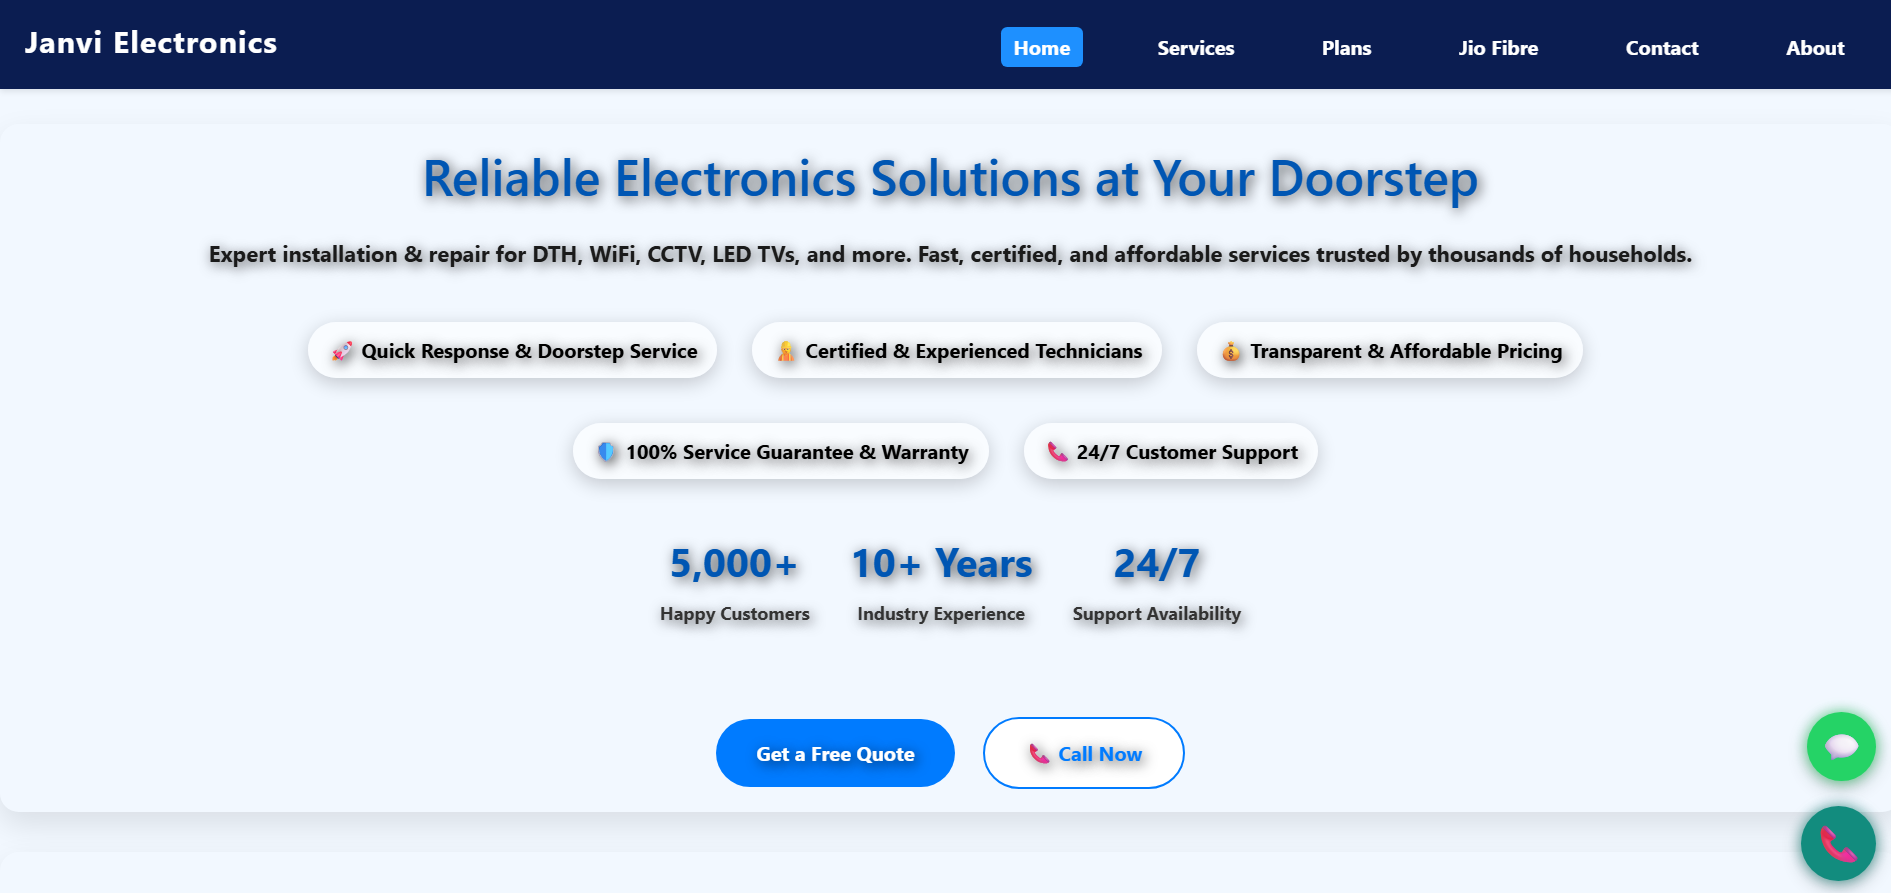 Janvi Electronics
Home Services Plans Jio Fibre Contact About
Reliable Electronics Solutions at Your Doorstep
Expert installation & repair for DTH, WiFi, CCTV, LED TVs, and more. Fast, certified, and affordable services trusted by thousands of households.
🚀 Quick Response & Doorstep Service
Certified & Experienced Technicians
💰 Transparent & Affordable Pricing
🛡️ 100% Service Guarantee & Warranty
📞 24/7 Customer Support
5,000+ 10+ Years 24/7
Happy Customers Industry Experience Support Availability
Get a Free Quote
📞 Call Now